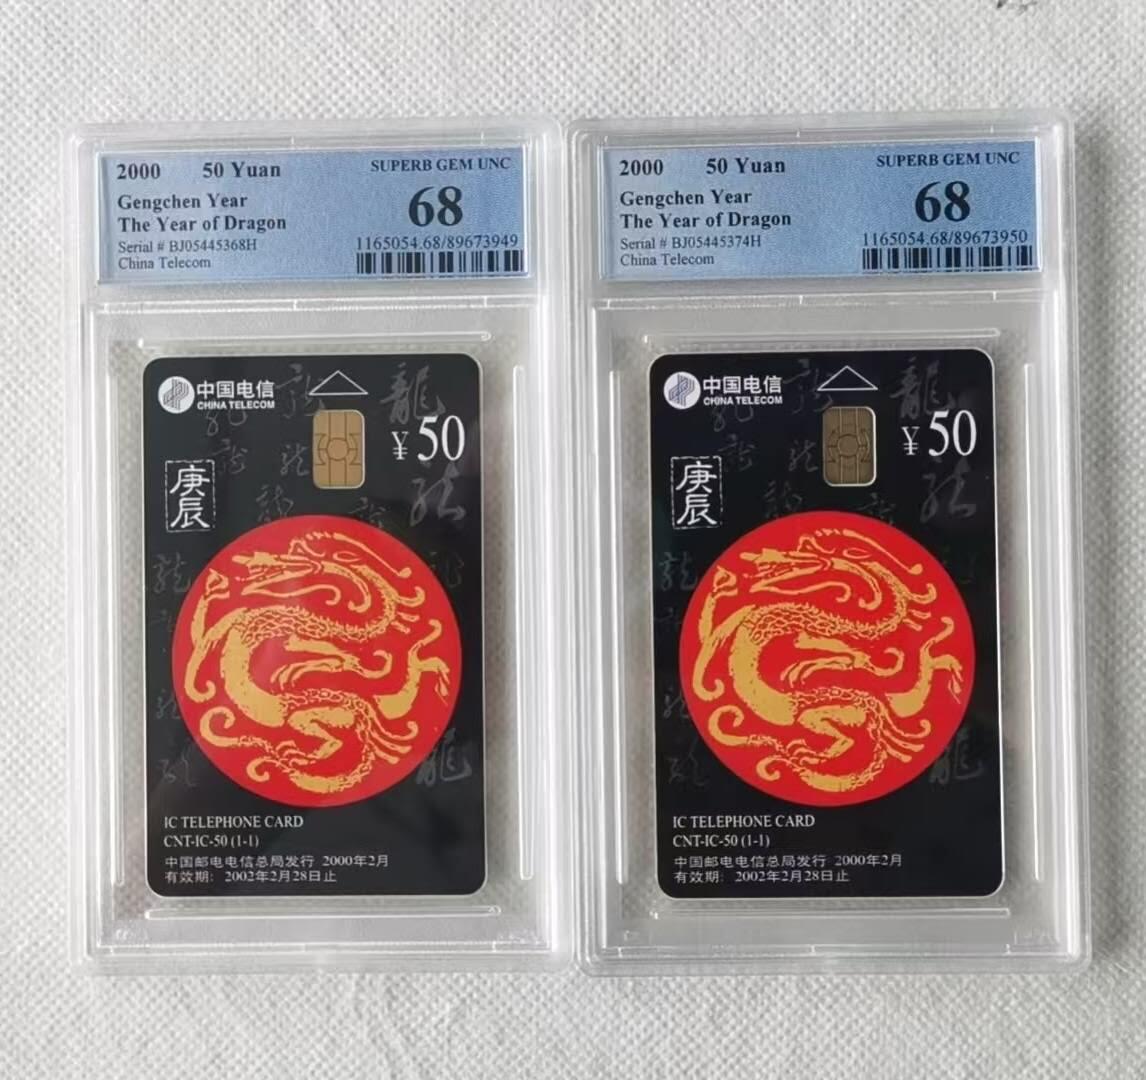 2000 50 Yuan
SUPERB GEM UNC
Gengchen Year
68
The Year of Dragon
Serial # BJ05445368H
1165054.68/89673949
China Telecom
中国电信
CHINA TELECOM
龍
¥50
庚辰
IC TELEPHONE CARD
CNT-IC-50 (1-1)
中国邮电电信总局发行 2000年2月
有效期: 2002年2月28日止
2000 50 Yuan
SUPERB GEM UNC
Gengchen Year
68
The Year of Dragon
Serial # BJ05445374H
1165054.68/89673950
China Telecom
中国电信
CHINA TELECOM
龍
¥50
庚辰
IC TELEPHONE CARD
CNT-IC-50 (1-1)
中国邮电电信总局发行 2000年2月
有效期: 2002年2月28日止